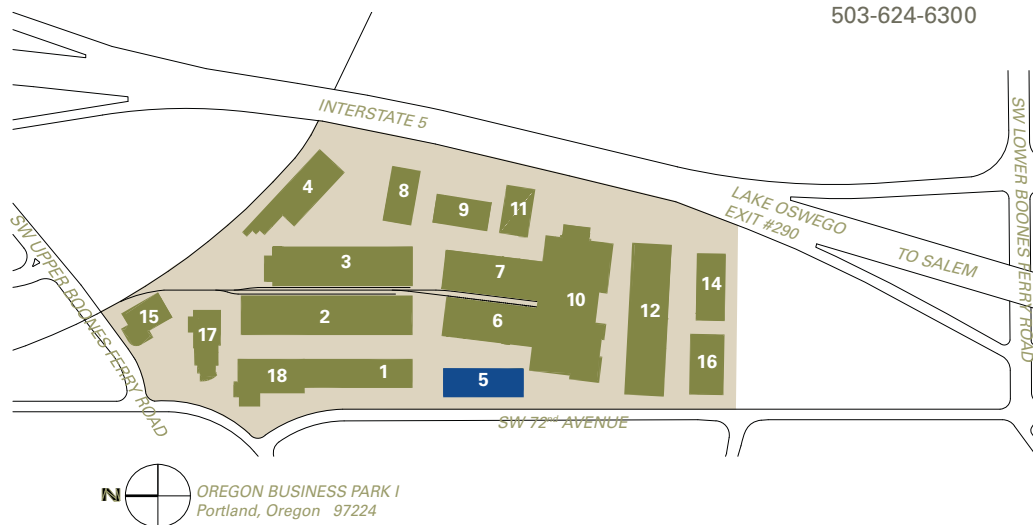 503-624-6300
INTERSTATE 5
SW LOWER BOONES FERRY ROAD
4
8
9
11
LAKE OSWEGO
EXIT #290
TO SALEM
SW UPPER BOONES FERRY ROAD
3
7
10
14
12
15
17
2
6
16
18
1
5
SW 72nd AVENUE
N
OREGON BUSINESS PARK I
Portland, Oregon 97224